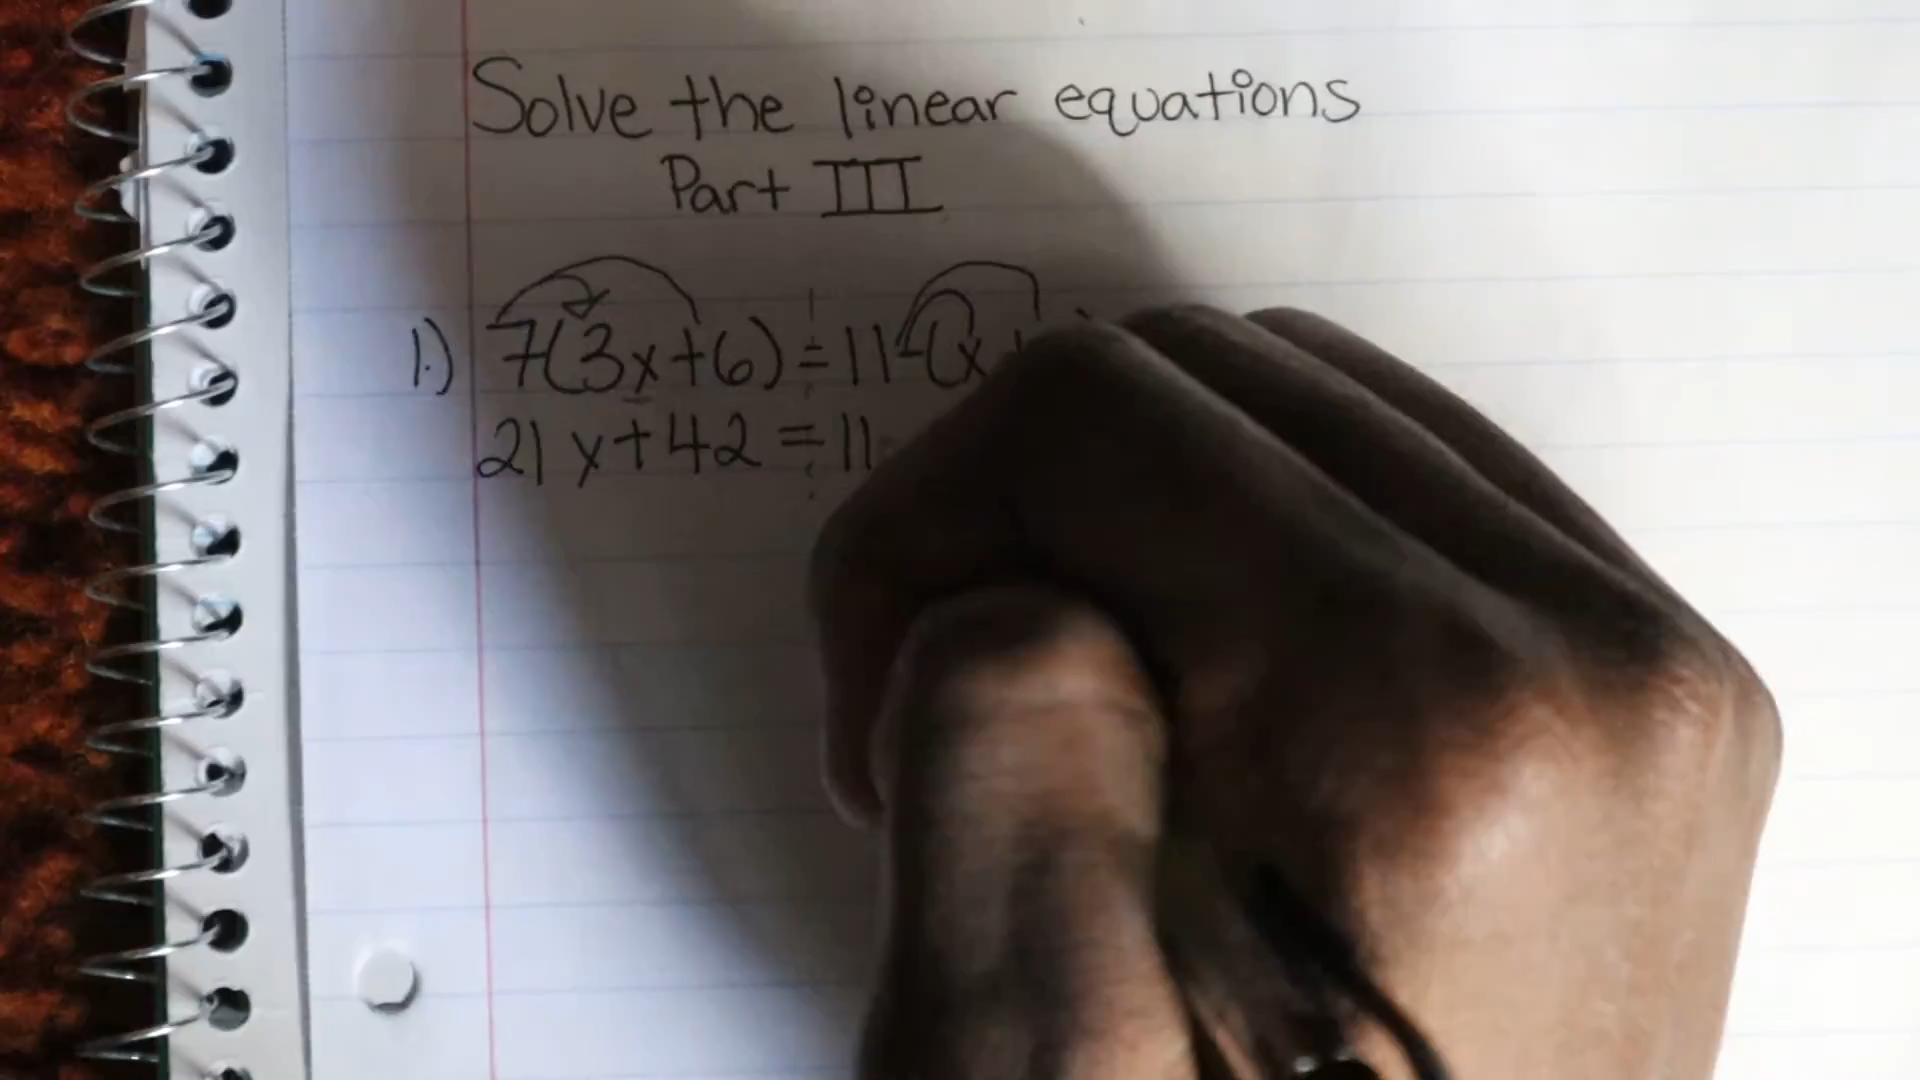 Solve the linear equations
Part III
1.) 7(3x+6)=11-(x+
21x+42=11